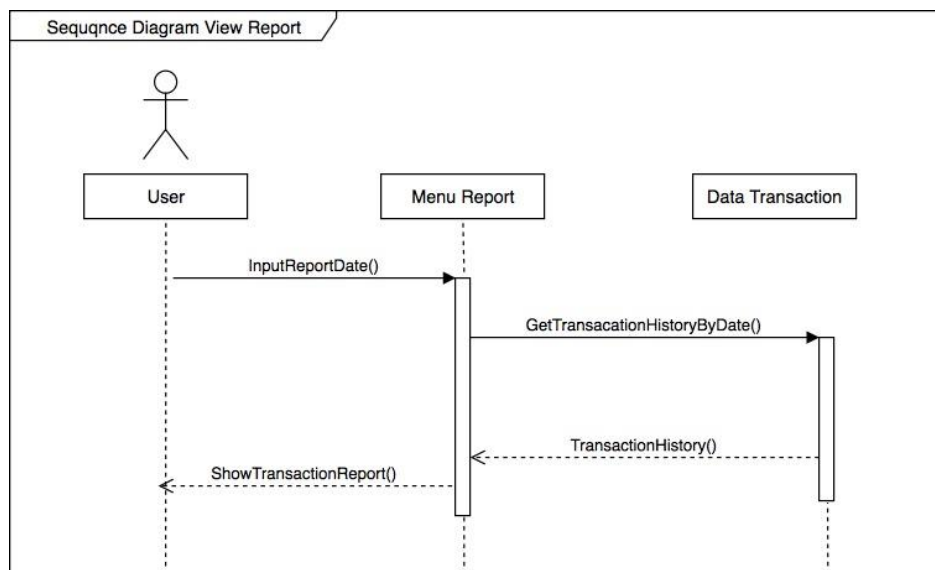 Sequqnce Diagram View Report
User
Menu Report
Data Transaction
InputReportDate()
GetTransacationHistoryByDate()
TransactionHistory()
ShowTransactionReport()